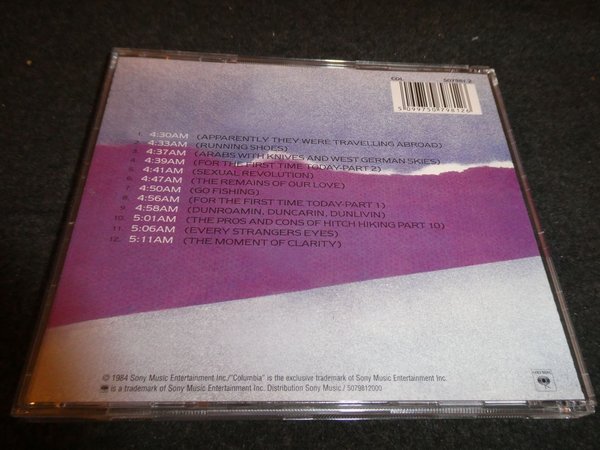 COL 507981 2
5 099750 798126
1. 4:30AM (APPARENTLY THEY WERE TRAVELLING ABROAD)
2. 4:33AM (RUNNING SHOES)
3. 4:37AM (ARABS WITH KNIVES AND WEST GERMAN SKIES)
4. 4:39AM (FOR THE FIRST TIME TODAY-PART 2)
5. 4:41AM (SEXUAL REVOLUTION)
6. 4:47AM (THE REMAINS OF OUR LOVE)
7. 4:50AM (GO FISHING)
8. 4:56AM (FOR THE FIRST TIME TODAY-PART 1)
9. 4:58AM (DUNROAMIN, DUNCARIN, DUNLIVIN)
10. 5:01AM (THE PROS AND CONS OF HITCH HIKING PART 10)
11. 5:06AM (EVERY STRANGERS EYES)
12. 5:11AM (THE MOMENT OF CLARITY)
© 1984 Sony Music Entertainment Inc./"Columbia" is the exclusive trademark of Sony Music Entertainment Inc.
is a trademark of Sony Music Entertainment Inc. Distribution Sony Music / 5079812000